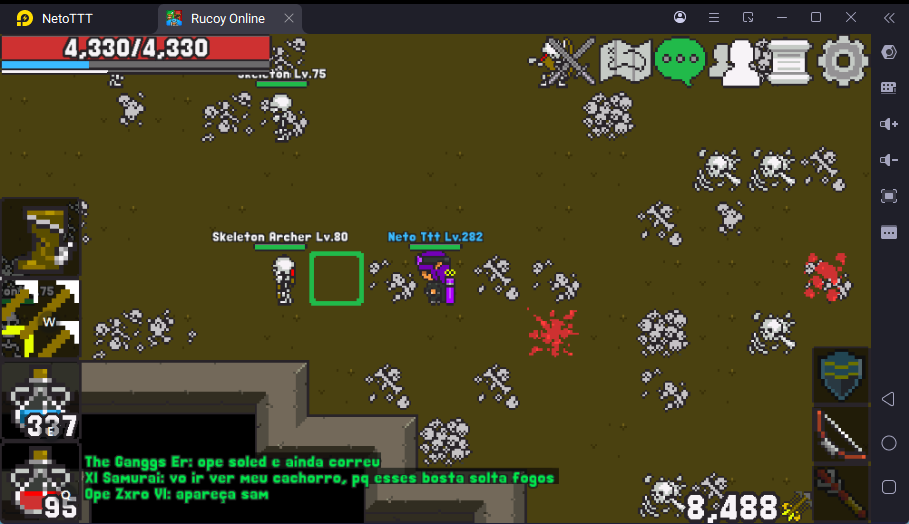 NetoTTT
Rucoy Online
4,330/4,330
Skeleton Lv.75
Skeleton Archer Lv.80
Neto Ttt Lv.282
75
W
337
95
The Ganggs Er: ope soled e ainda correu
XI Samurai: vo ir ver meu cachorro, pq esses bosta solta fogos
Ope Zxro VI: apareça sam
8,488